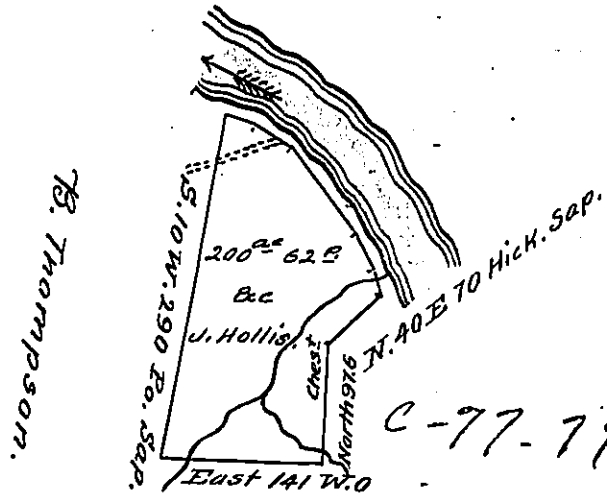 B. Thompson.
S. 10 W. 290 Po. Sap.
200 ac 62 P
&c
J. Hollis.
Chest
North 97.6
N. 40 E 70 Hick. Sap.
East 141 W.O
C-77-